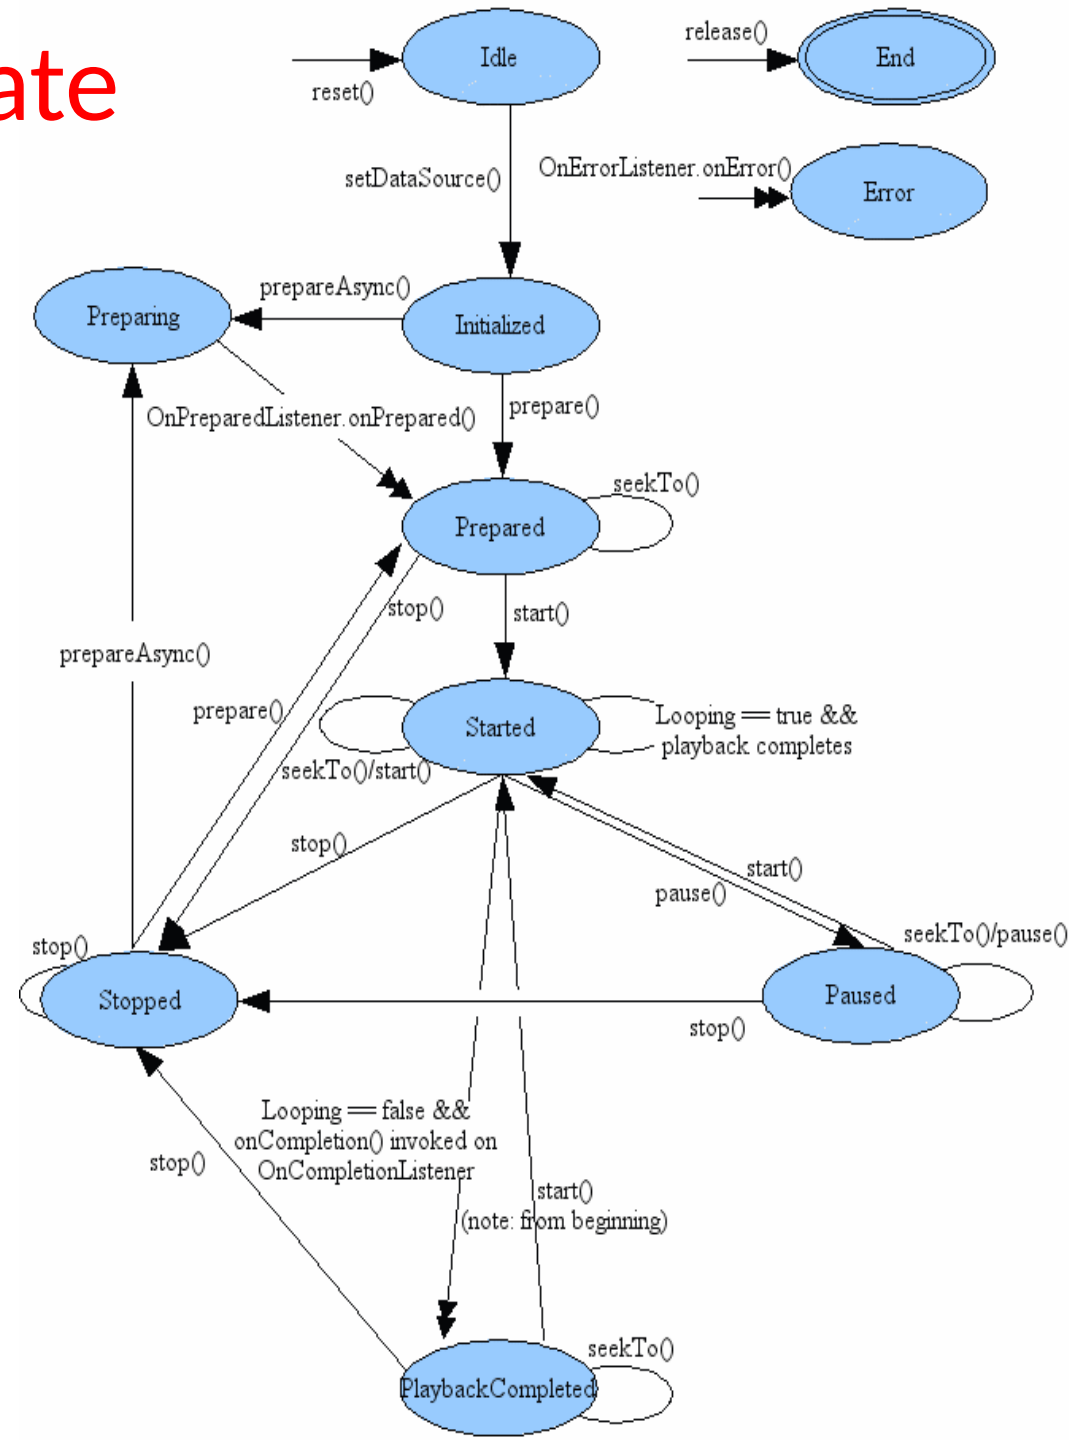 ate
Idle
release()
End
reset()
setDataSource()
OnErrorListener.onError()
Error
prepareAsync()
Preparing
Initialized
OnPreparedListener.onPrepared()
prepare()
seekTo()
Prepared
stop()
start()
prepareAsync()
prepare()
Started
Looping == true &&
playback completes
seekTo()/start()
stop()
start()
pause()
seekTo()/pause()
stop()
Stopped
Paused
stop()
Looping == false &&
onCompletion() invoked on
OnCompletionListener
stop()
start()
(note: from beginning)
seekTo()
PlaybackCompleted